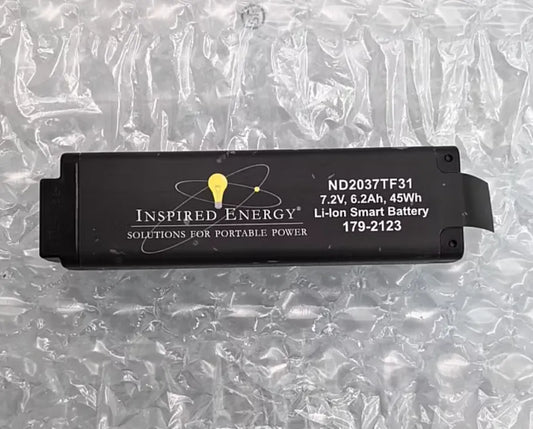 INSPIRED ENERGY®
SOLUTIONS FOR PORTABLE POWER
ND2037TF31
7.2V, 6.2Ah, 45Wh
Li-Ion Smart Battery
179-2123